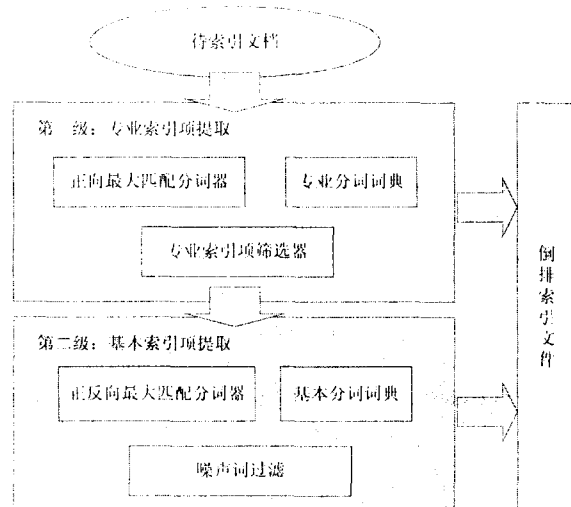 待索引文档
第一级：专业索引项提取
正向最大匹配分词器
专业分词词典
专业索引项筛选器
第二级：基本索引项提取
正反向最大匹配分词器
基本分词词典
噪声词过滤
倒排索引文件